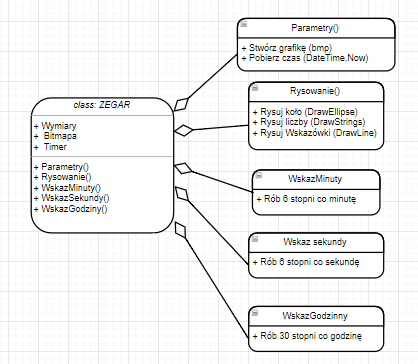 class: ZEGAR
+ Wymiary
+ Bitmapa
+ Timer
+ Parametry()
+ Rysowanie()
+ WskazMinuty()
+ WskazSekundy()
+ WskazGodziny()
Parametry()
+ Stwórz grafikę (bmp)
+ Pobierz czas (DateTime.Now)
Rysowanie()
+ Rysuj koło (DrawEllipse)
+ Rysuj liczby (DrawStrings)
+ Rysuj Wskazówki (DrawLine)
WskazMinuty
+ Rób 6 stopni co minutę
Wskaz sekundy
+ Rób 6 stopni co sekundę
WskazGodzinny
+ Rób 30 stopni co godzinę